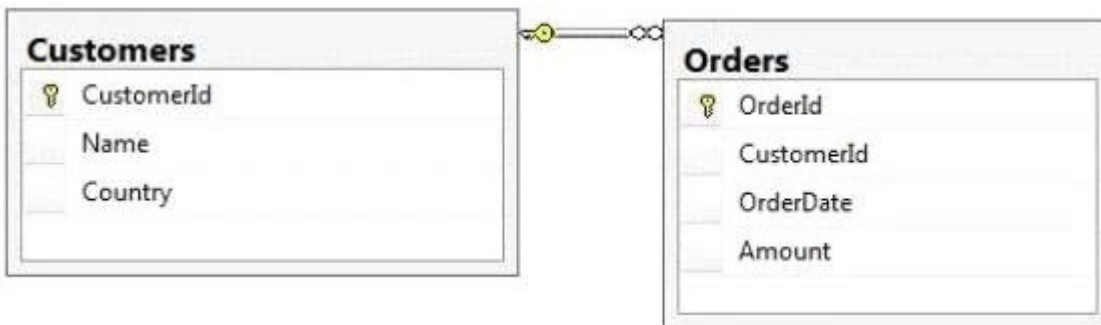 Customers
CustomerId
Name
Country
Orders
OrderId
CustomerId
OrderDate
Amount